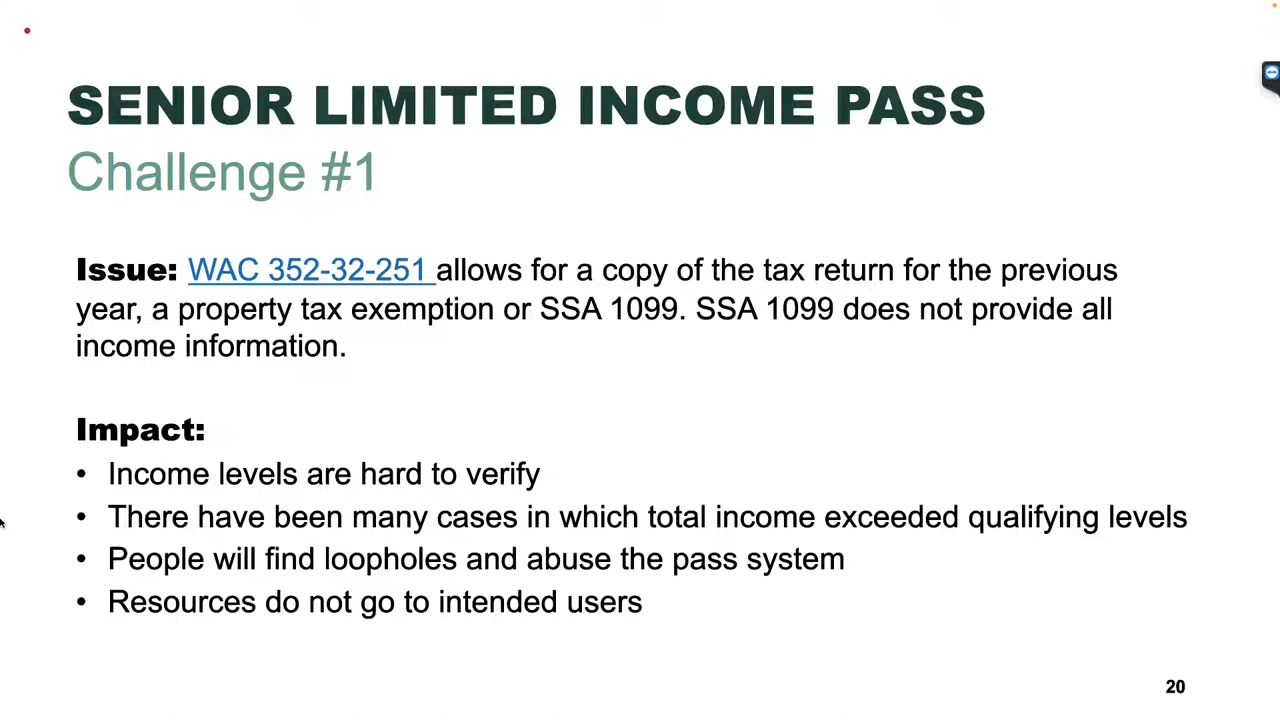 SENIOR LIMITED INCOME PASS
Challenge #1
Issue: WAC 352-32-251 allows for a copy of the tax return for the previous
year, a property tax exemption or SSA 1099. SSA 1099 does not provide all
income information.
Impact:
• Income levels are hard to verify
• There have been many cases in which total income exceeded qualifying levels
• People will find loopholes and abuse the pass system
• Resources do not go to intended users
20